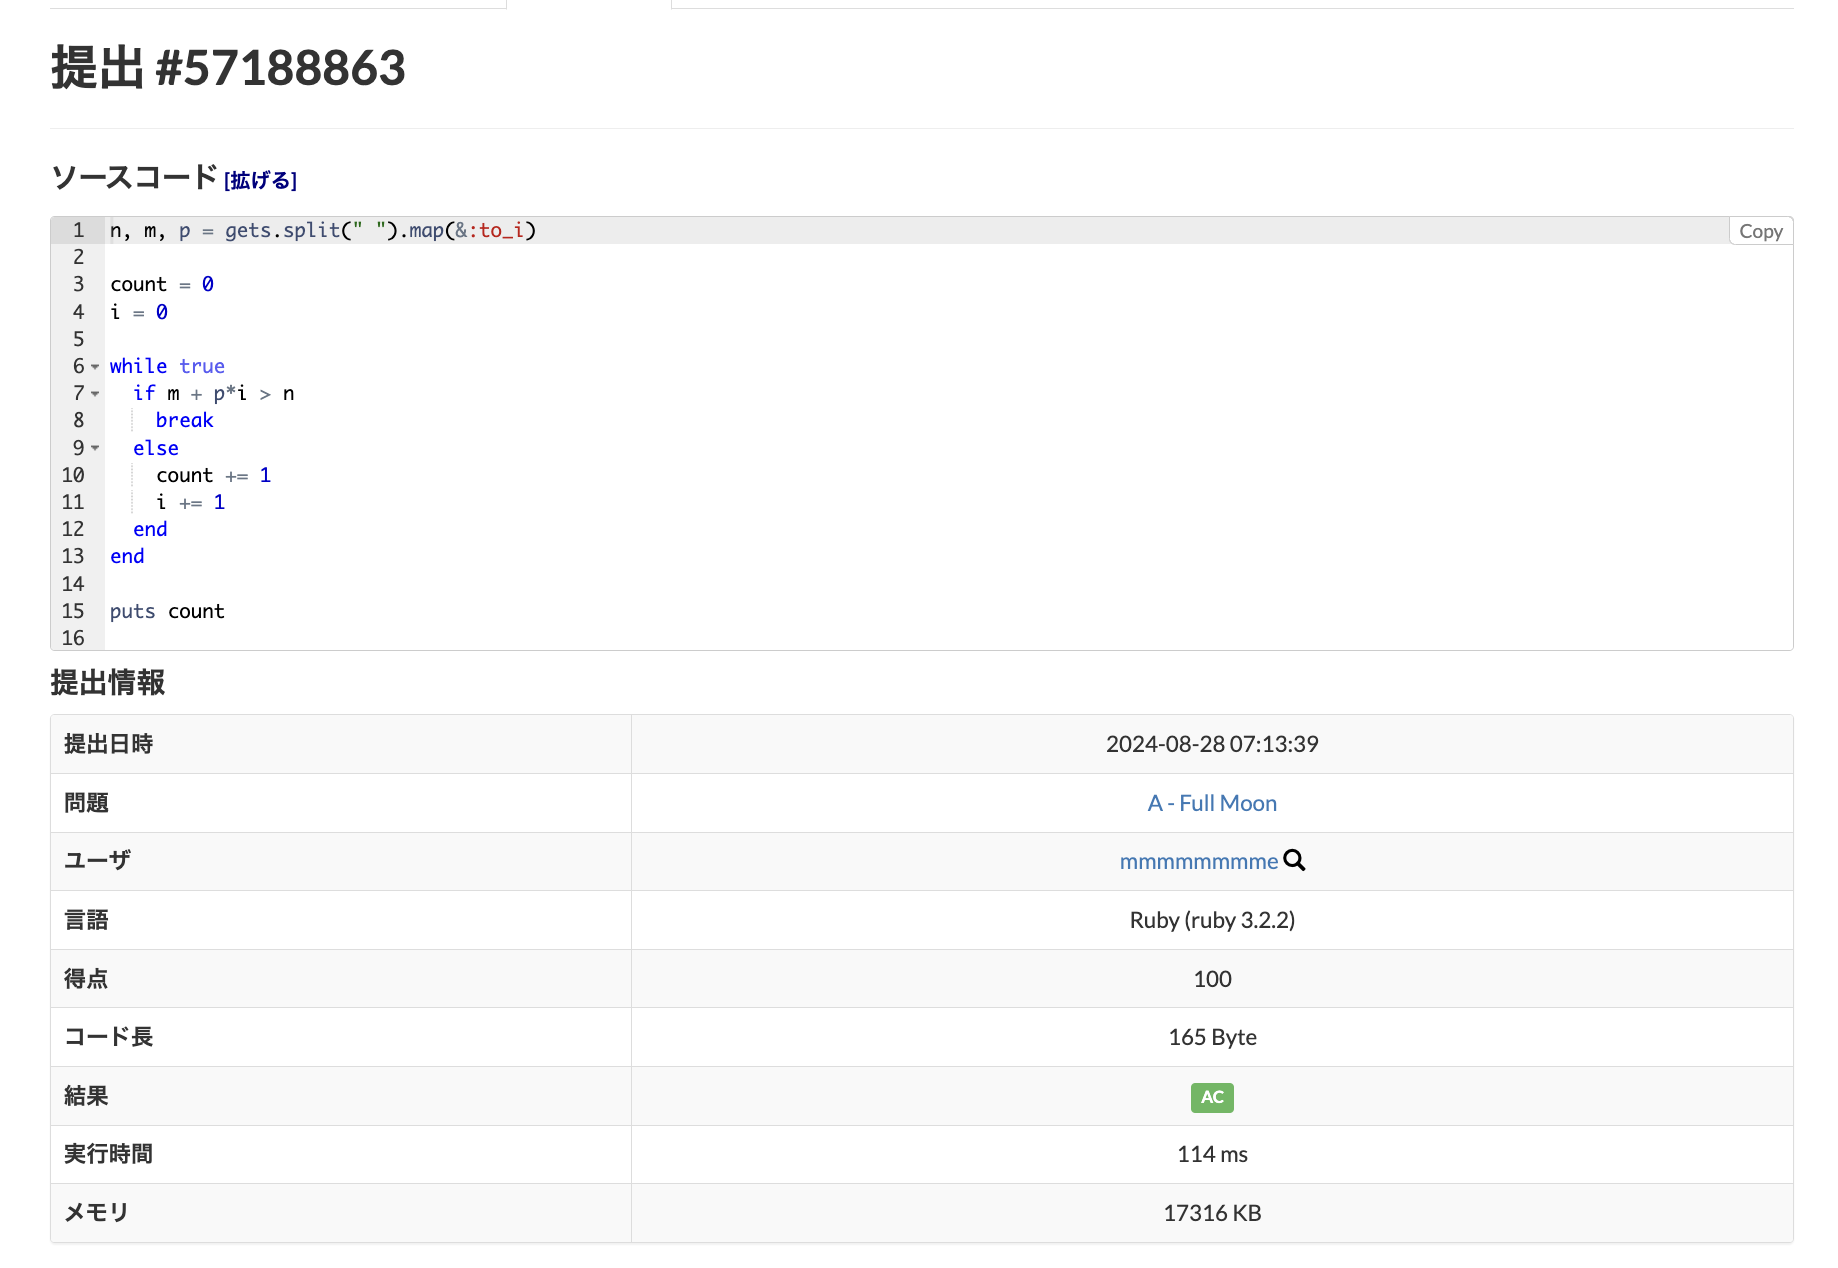 提出 #57188863
ソースコード [拡げる]
1 n, m, p = gets.split(" ").map(&:to_i)
Copy
2
3 count = 0
4 i = 0
5
6 while true
7   if m + p*i > n
8     break
9   else
10     count += 1
11     i += 1
12   end
13 end
14
15 puts count
16
提出情報
提出日時 2024-08-28 07:13:39
問題 A - Full Moon
ユーザ mmmmmmmmme
言語 Ruby (ruby 3.2.2)
得点 100
コード長 165 Byte
結果 AC
実行時間 114 ms
メモリ 17316 KB